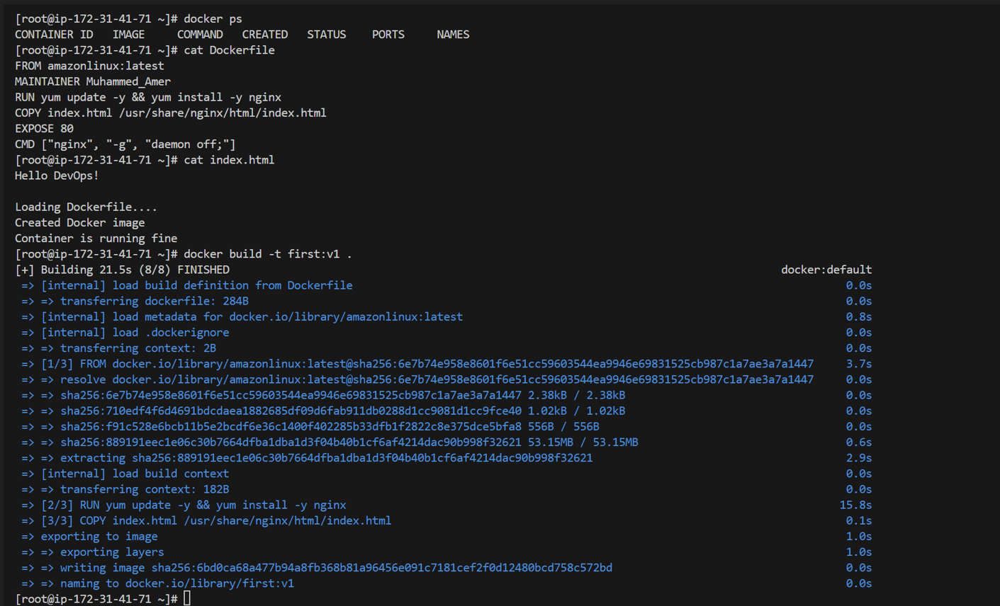 [root@ip-172-31-41-71 ~]# docker ps
CONTAINER ID   IMAGE     COMMAND   CREATED   STATUS    PORTS     NAMES
[root@ip-172-31-41-71 ~]# cat Dockerfile
FROM amazonlinux:latest
MAINTAINER Muhammed_Amer
RUN yum update -y && yum install -y nginx
COPY index.html /usr/share/nginx/html/index.html
EXPOSE 80
CMD ["nginx", "-g", "daemon off;"]
[root@ip-172-31-41-71 ~]# cat index.html
Hello DevOps!

Loading Dockerfile....
Created Docker image
Container is running fine
[root@ip-172-31-41-71 ~]# docker build -t first:v1 .
[+] Building 21.5s (8/8) FINISHED docker:default
=> [internal] load build definition from Dockerfile 0.0s
=> => transferring dockerfile: 284B 0.0s
=> [internal] load metadata for docker.io/library/amazonlinux:latest 0.8s
=> [internal] load .dockerignore 0.0s
=> => transferring context: 2B 0.0s
=> [1/3] FROM docker.io/library/amazonlinux:latest@sha256:6e7b74e958e8601f6e51cc59603544ea9946e69831525cb987c1a7ae3a7a1447 3.7s
=> => resolve docker.io/library/amazonlinux:latest@sha256:6e7b74e958e8601f6e51cc59603544ea9946e69831525cb987c1a7ae3a7a1447 0.0s
=> => sha256:6e7b74e958e8601f6e51cc59603544ea9946e69831525cb987c1a7ae3a7a1447 2.38kB / 2.38kB 0.0s
=> => sha256:710edf4f6d4691bdcdaea1882685df09d6fab911db0288d1cc9081d1cc9fce40 1.02kB / 1.02kB 0.0s
=> => sha256:f91c528e6bcb11b5e2bcdf6e36c1400f402285b33dfb1f2822c8e375dce5bfa8 556B / 556B 0.0s
=> => sha256:889191eec1e06c30b7664dfba1dba1d3f04b40b1cf6af4214dac90b998f32621 53.15MB / 53.15MB 0.6s
=> => extracting sha256:889191eec1e06c30b7664dfba1dba1d3f04b40b1cf6af4214dac90b998f32621 2.9s
=> [internal] load build context 0.0s
=> => transferring context: 182B 0.0s
=> [2/3] RUN yum update -y && yum install -y nginx 15.8s
=> [3/3] COPY index.html /usr/share/nginx/html/index.html 0.1s
=> exporting to image 1.0s
=> => exporting layers 1.0s
=> => writing image sha256:6bd0ca68a477b94a8fb368b81a96456e091c7181cef2f0d12480bcd758c572bd 0.0s
=> => naming to docker.io/library/first:v1 0.0s
[root@ip-172-31-41-71 ~]#